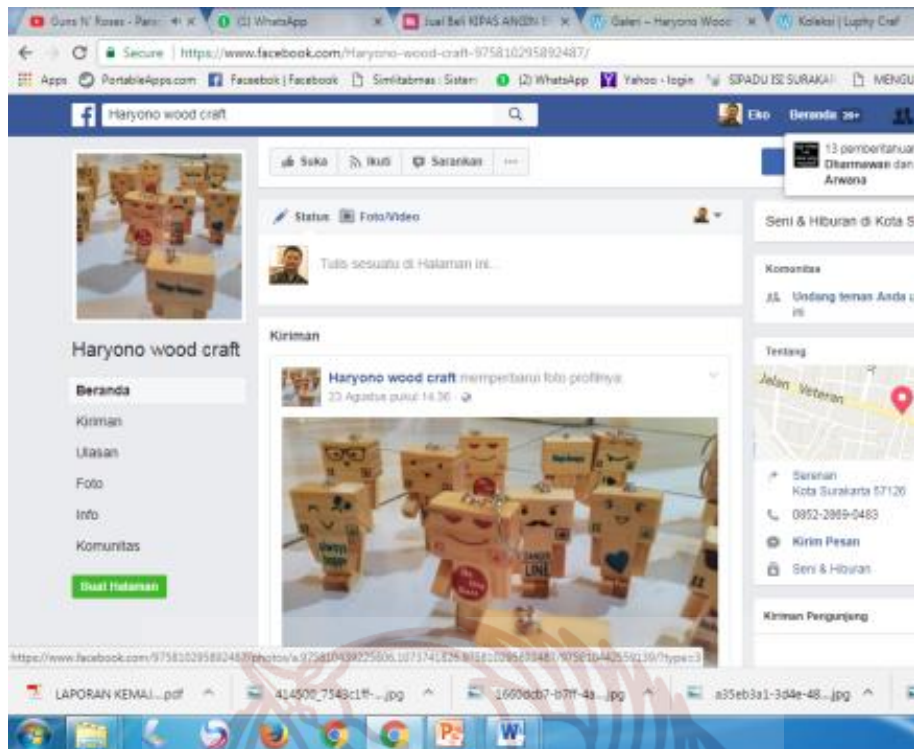 Guns N' Roses - Para
(1) WhatsApp
Jual Beli KIPAS ANGIN
Galeri – Haryono Wood
Koleksi | Luphy Craf
Secure
https://www.facebook.com/Haryono-wood-craft-975810295892487/
Apps
PortableApps.com
Facebook | Facebook
Simlitabmas : Sistem
(2) WhatsApp
Yahoo - login
SIPADU ISI SURAKAR
MENGU
Haryono wood craft
Eko
Beranda 20+
13 pemberitahuan
Dharmawan dan
Arwana
Suka
Ikuti
Sarankan
Status
Foto/Video
Seni & Hiburan di Kota S
Tulis sesuatu di Halaman ini...
Komunitas
Undang teman Anda u
ini
Haryono wood craft
Kiriman
Tentang
Haryono wood craft memperbarui foto profilnya.
23 Agustus pukul 14.36
Jalan Veteran
Beranda
Kiriman
Ulasan
Foto
Info
Komunitas
Buat Halaman
DANGER
LINE
Serenan
Kota Surakarta 57126
0852-2869-0483
Kirim Pesan
Seni & Hiburan
Kiriman Pengunjung
LAPORAN KEMAJ....pdf
414500_7543c1ff-....jpg
1660dcb7-b7ff-4a....jpg
a35eb3a1-3d4e-48....jpg